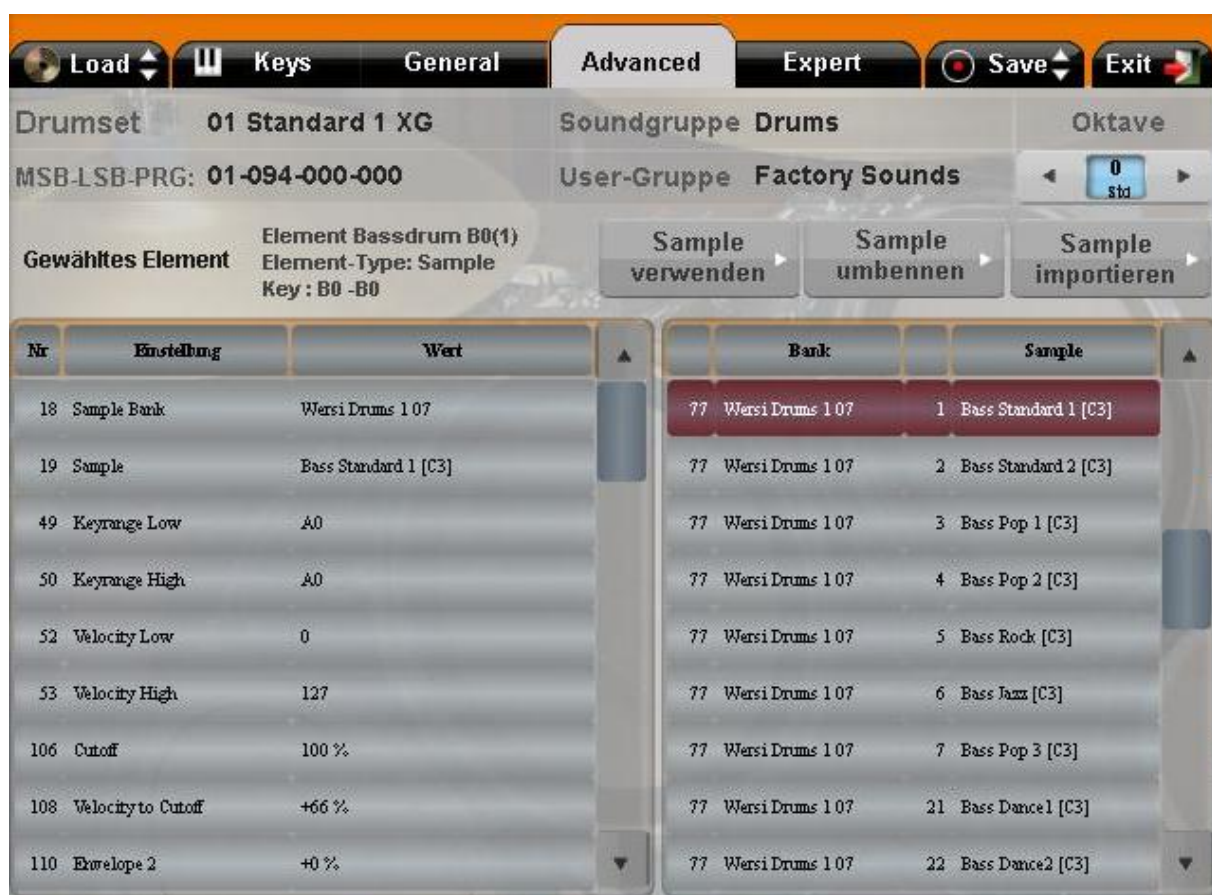 Load Keys General Advanced Expert Save Exit
Drumset 01 Standard 1 XG Soundgruppe Drums Oktave
MSB-LSB-PRG: 01-094-000-000 User-Gruppe Factory Sounds 0
std
Gewähltes Element
Element Bassdrum B0(1)
Element-Type: Sample
Key : B0 -B0
Sample
verwenden
Sample
umbennen
Sample
importieren
Nr Einstellung Wert
18 Sample Bank Wersi Drums 1 07
19 Sample Bass Standard 1 [C3]
49 Keyrange Low A0
50 Keyrange High A0
52 Velocity Low 0
53 Velocity High 127
106 Cutoff 100 %
108 Velocity to Cutoff +66 %
110 Envelope 2 +0 %
Bank Sample
77 Wersi Drums 1 07 1 Bass Standard 1 [C3]
77 Wersi Drums 1 07 2 Bass Standard 2 [C3]
77 Wersi Drums 1 07 3 Bass Pop 1 [C3]
77 Wersi Drums 1 07 4 Bass Pop 2 [C3]
77 Wersi Drums 1 07 5 Bass Rock [C3]
77 Wersi Drums 1 07 6 Bass Jazz [C3]
77 Wersi Drums 1 07 7 Bass Pop 3 [C3]
77 Wersi Drums 1 07 21 Bass Dance1 [C3]
77 Wersi Drums 1 07 22 Bass Dance2 [C3]